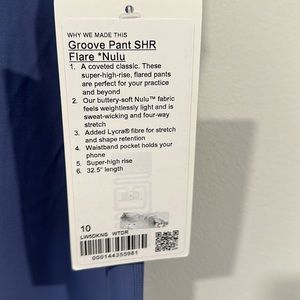 WHY WE MADE THIS
Groove Pant SHR
Flare *Nulu
1. A coveted classic. These
super-high-rise, flared pants
are perfect for your practice
and beyond
2. Our buttery-soft Nulu™ fabric
feels weightlessly light and is
sweat-wicking and four-way
stretch
3. Added Lycra® fibre for stretch
and shape retention
4. Waistband pocket holds your
phone
5. Super-high rise
6. 32.5" length
10
LW5DKNS WTDR
000144355981